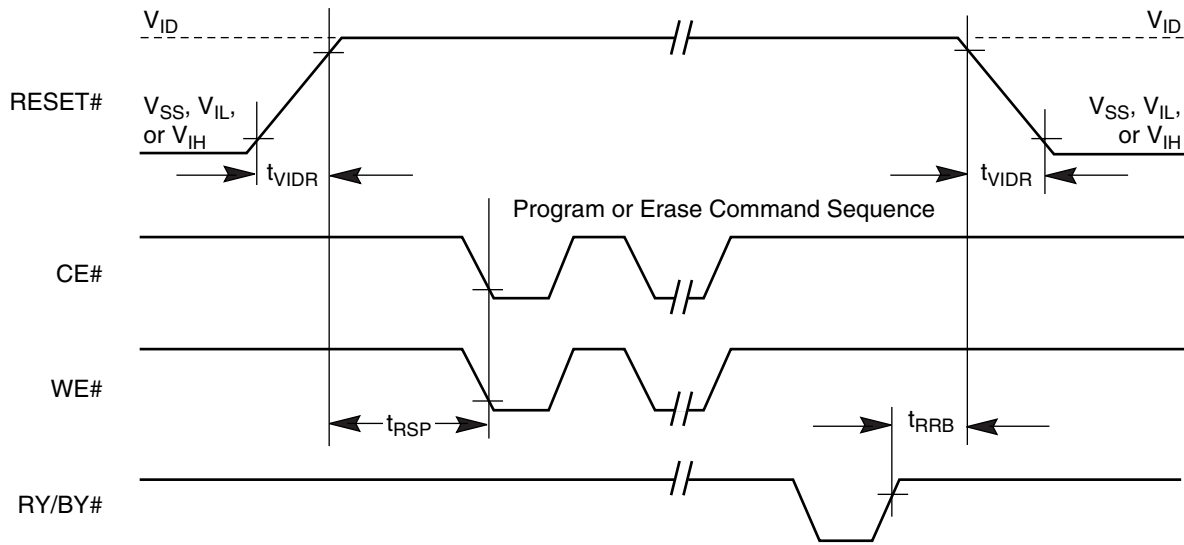 V_ID
V_ID
RESET#
V_SS, V_IL,
or V_IH
V_SS, V_IL,
or V_IH
t_VIDR
t_VIDR
Program or Erase Command Sequence
CE#
WE#
t_RSP
t_RRB
RY/BY#